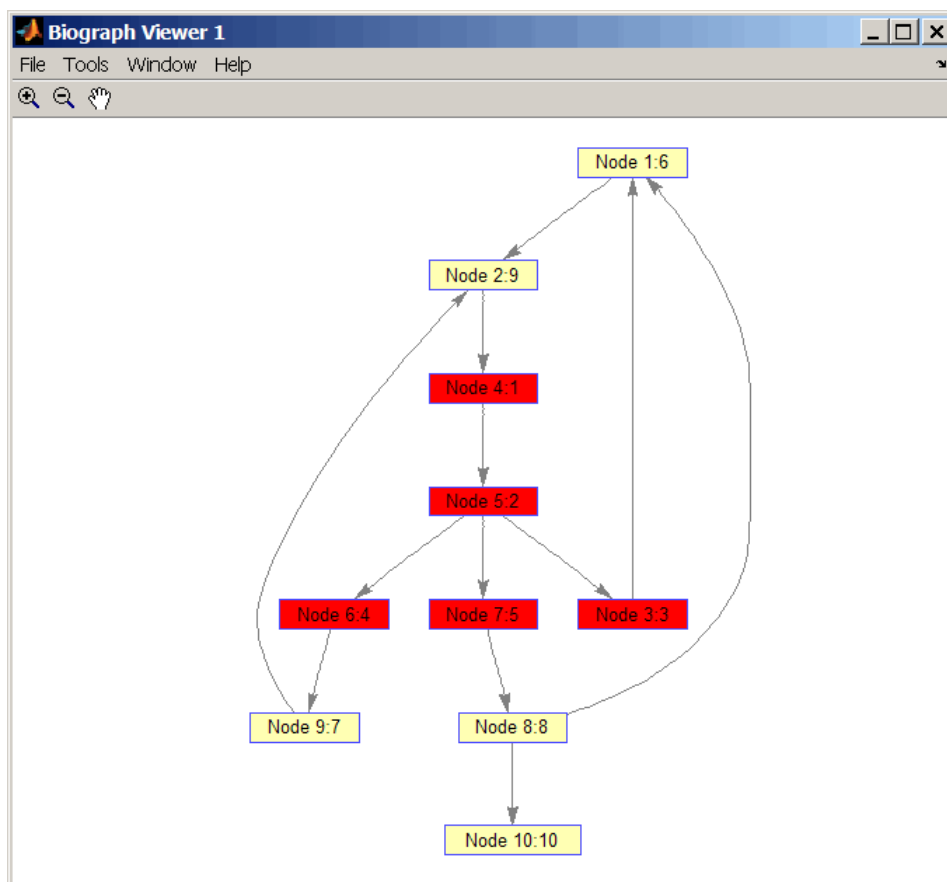 Biograph Viewer 1
File Tools Window Help
Node 1:6
Node 2:9
Node 4:1
Node 5:2
Node 6:4 Node 7:5 Node 3:3
Node 9:7 Node 8:8
Node 10:10